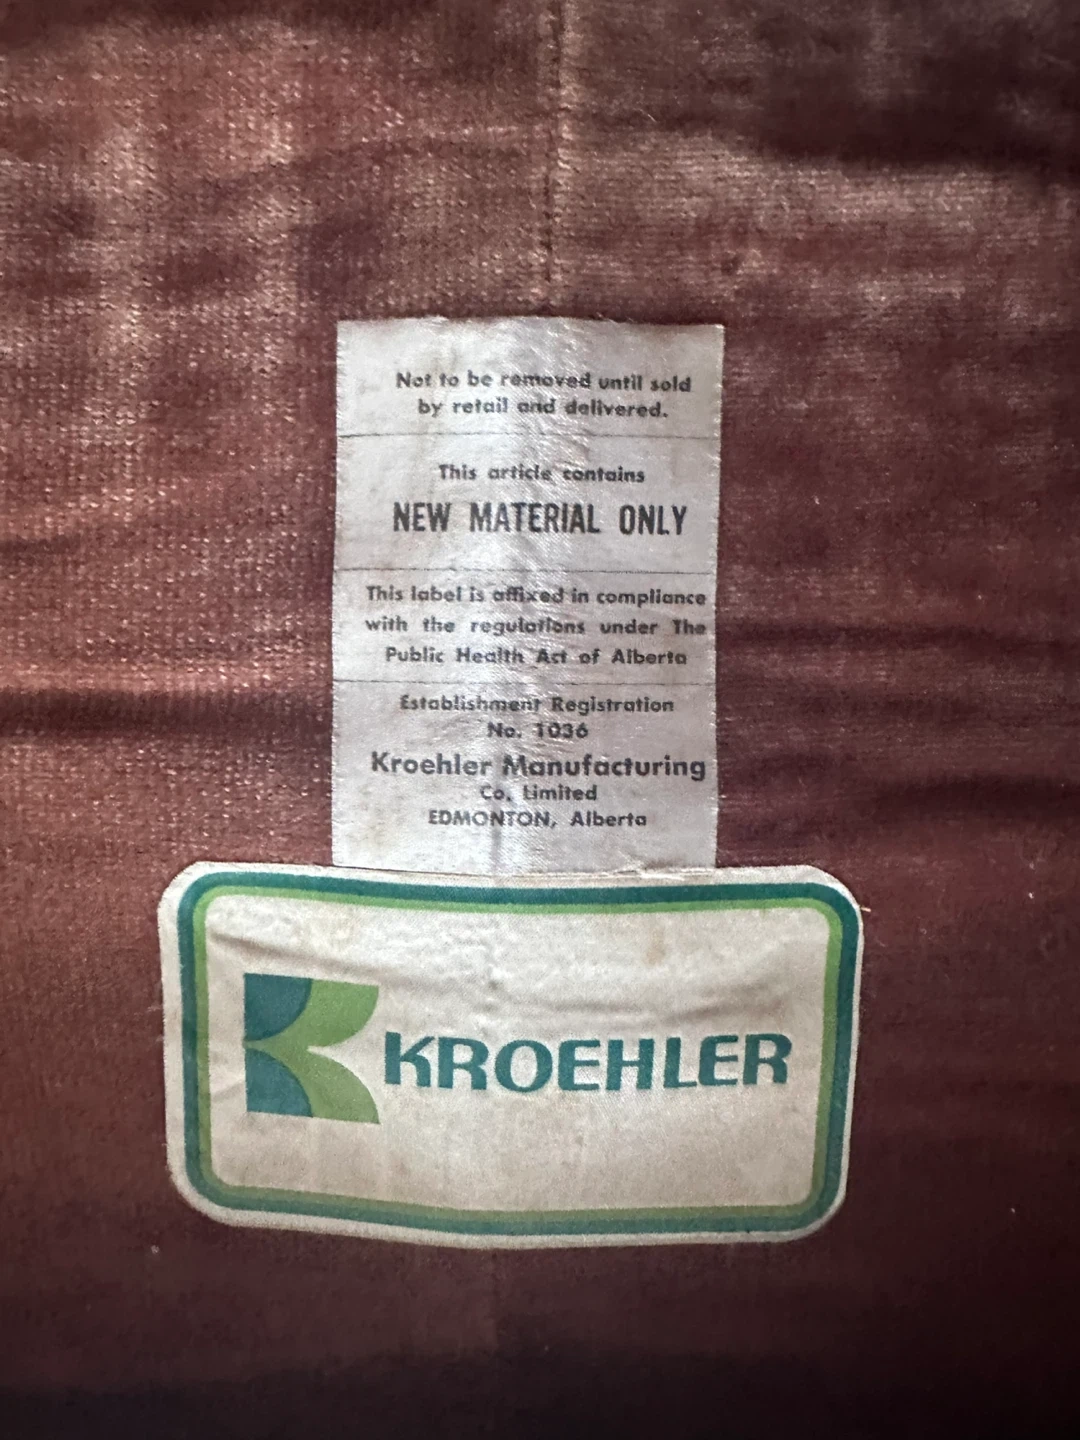 Not to be removed until sold
by retail and delivered.
This article contains
NEW MATERIAL ONLY
This label is affixed in compliance
with the regulations under The
Public Health Act of Alberta
Establishment Registration
No. 1036
Kroehler Manufacturing
Co. Limited
EDMONTON, Alberta
KROEHLER